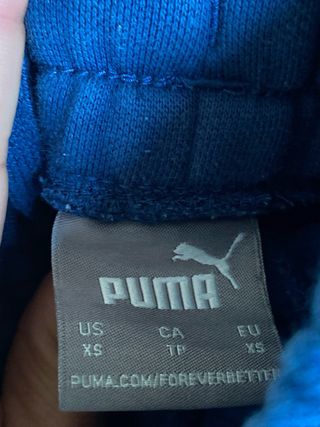 PUMA
US CA EU
XS TP XS
PUMA.COM/FOREVERBETTER